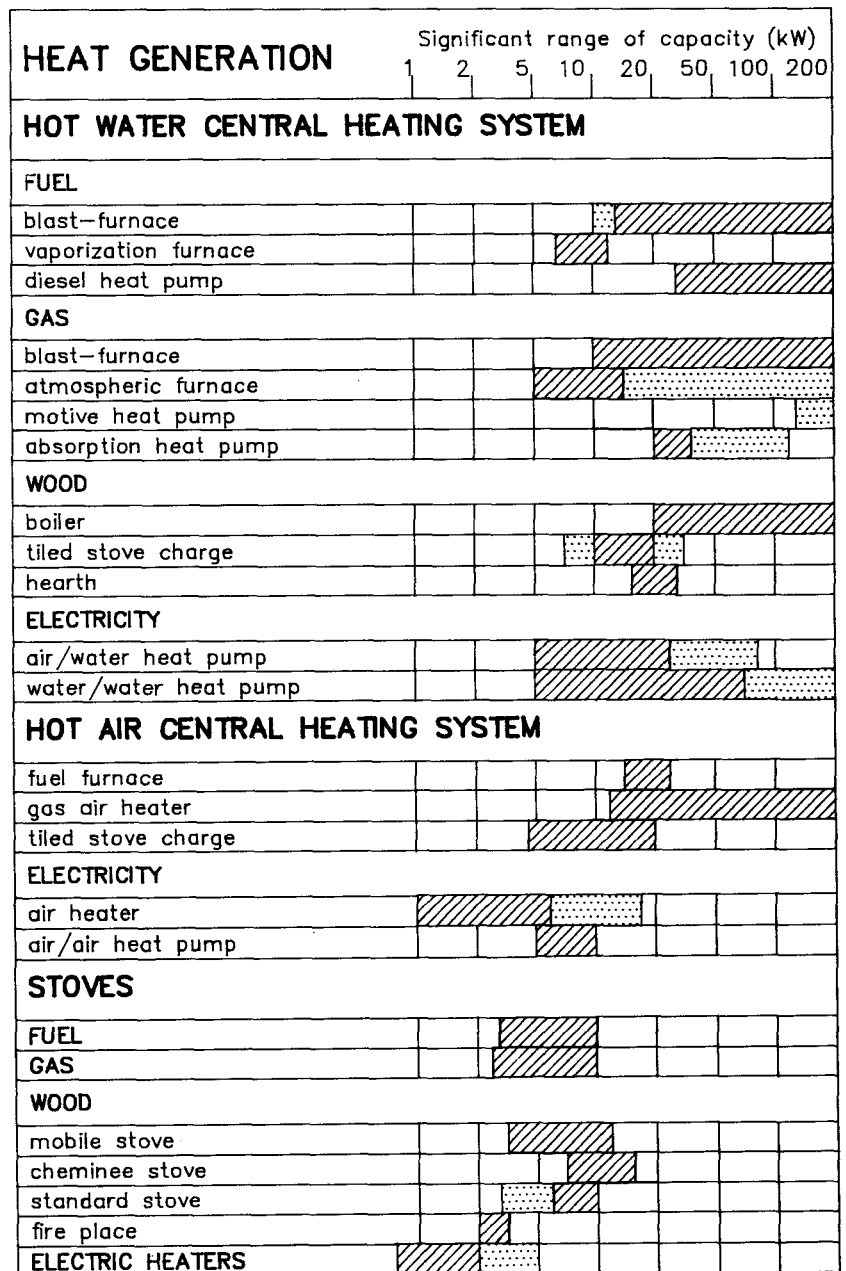 HEAT GENERATION
Significant range of capacity (kW)
1 2 5 10 20 50 100 200
HOT WATER CENTRAL HEATING SYSTEM
FUEL
blast-furnace
vaporization furnace
diesel heat pump
GAS
blast-furnace
atmospheric furnace
motive heat pump
absorption heat pump
WOOD
boiler
tiled stove charge
hearth
ELECTRICITY
air/water heat pump
water/water heat pump
HOT AIR CENTRAL HEATING SYSTEM
fuel furnace
gas air heater
tiled stove charge
ELECTRICITY
air heater
air/air heat pump
STOVES
FUEL
GAS
WOOD
mobile stove
cheminee stove
standard stove
fire place
ELECTRIC HEATERS